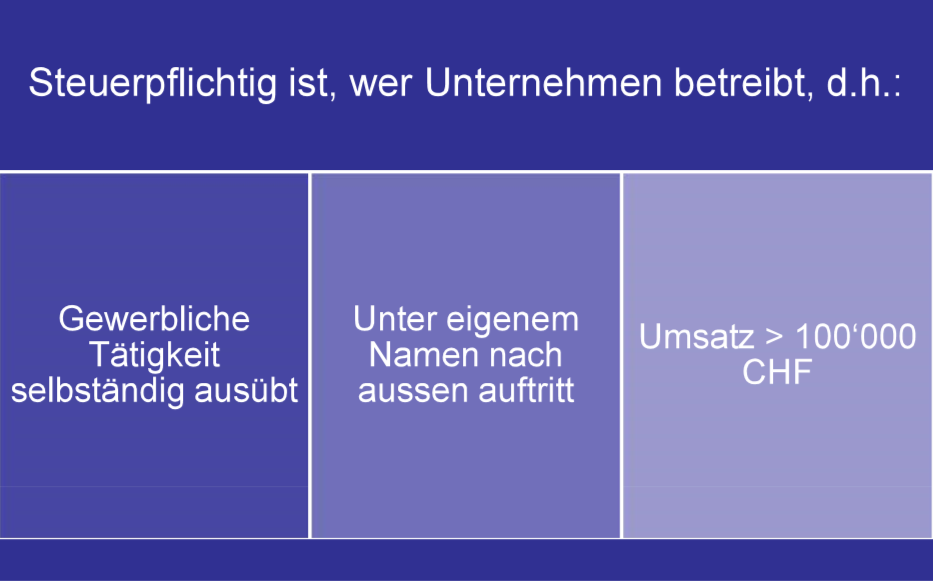 Steuerpflichtig ist, wer Unternehmen betreibt, d.h.:
Gewerbliche
Tätigkeit
selbständig ausübt
Unter eigenem
Namen nach
aussen auftritt
Umsatz > 100‘000
CHF